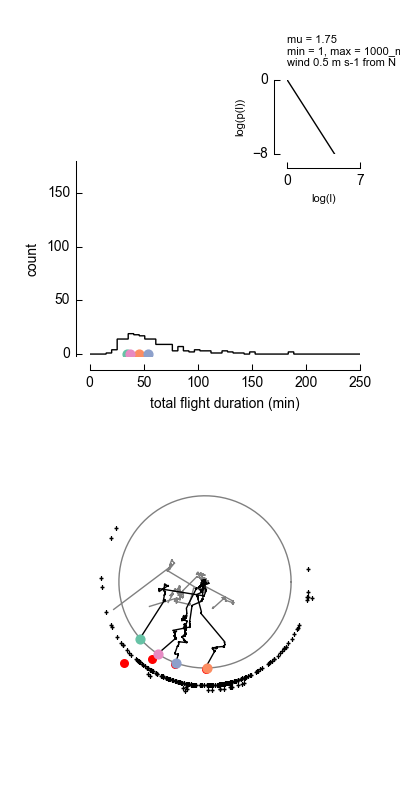 mu = 1.75
min = 1, max = 1000_m
wind 0.5 m s-1 from N
log(p(l))
0
−8
0 7
log(l)
count
150
100
50
0
0 50 100 150 200 250
total flight duration (min)